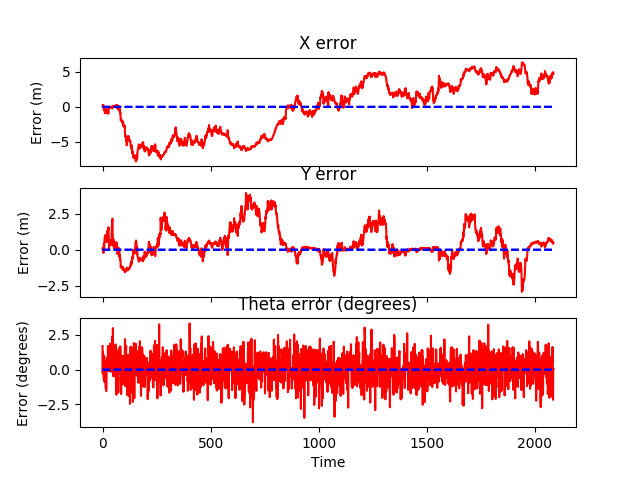 X error
Error (m)
5
0
−5
Y error
Error (m)
2.5
0.0
−2.5
Theta error (degrees)
Error (degrees)
2.5
0.0
−2.5
0 500 1000 1500 2000
Time